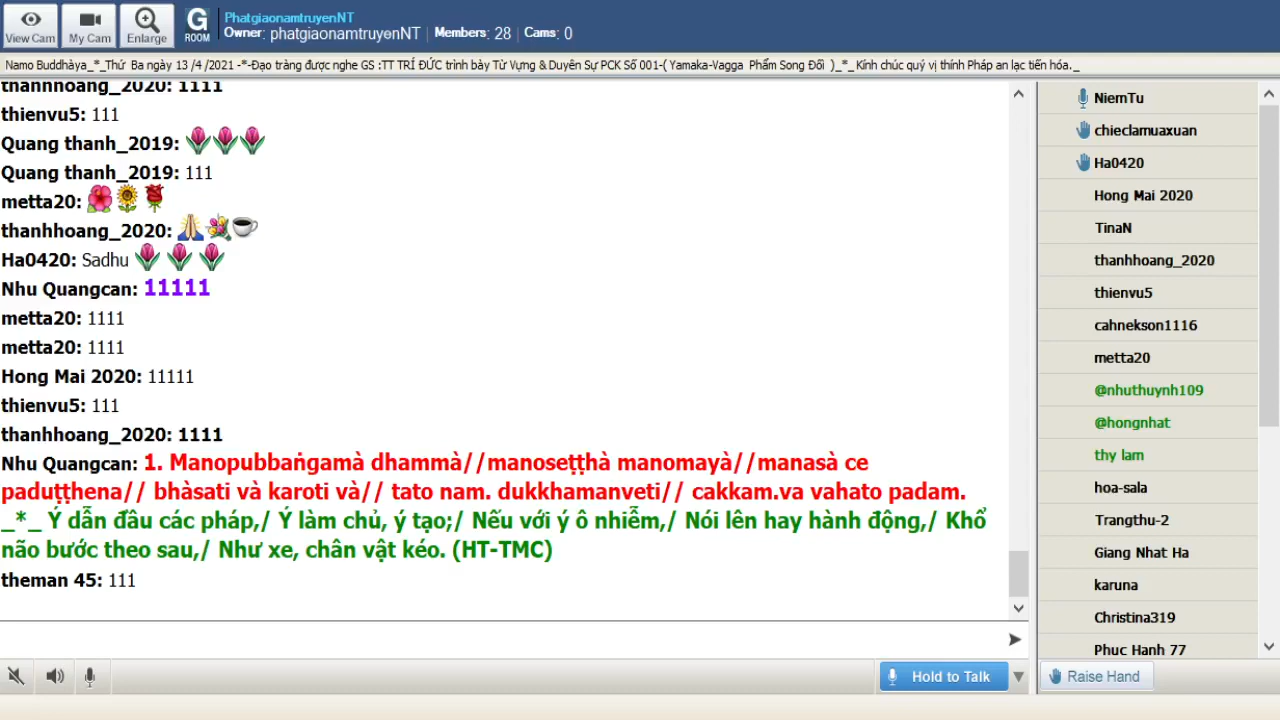 View Cam
My Cam
Enlarge
G
ROOM
PhatgiaonamtruyenNT
Owner: phatgiaonamtruyenNT | Members: 28 | Cams: 0
Namo Buddhàya_*_Thứ Ba ngày 13 /4 /2021 -*-Đạo tràng được nghe GS :TT TRÍ ĐỨC trình bày Từ Vựng & Duyên Sự PCK Số 001-( Yamaka-Vagga Phẩm Song Đối )_*_ Kính chúc quý vị thính Pháp an lạc tiến hóa._
thanhhoang_2020: 1111
thienvu5: 111
Quang thanh_2019: 🌷🌷🌷
Quang thanh_2019: 111
metta20: 🌺🌻🌹
thanhhoang_2020: 🙏💐☕
Ha0420: Sadhu 🌷 🌷 🌷
Nhu Quangcan: 11111
metta20: 1111
metta20: 1111
Hong Mai 2020: 11111
thienvu5: 111
thanhhoang_2020: 1111
Nhu Quangcan: 1. Manopubbaṅgamà dhammà//manoseṭṭhà manomayà//manasà ce
paduṭṭhena// bhàsati và karoti và// tato nam. dukkhamanveti// cakkam.va vahato padam.
_*_ Ý dẫn đầu các pháp,/ Ý làm chủ, ý tạo;/ Nếu với ý ô nhiễm,/ Nói lên hay hành động,/ Khổ
não bước theo sau,/ Như xe, chân vật kéo. (HT-TMC)
theman 45: 111
NiemTu
chieclamuaxuan
Ha0420
Hong Mai 2020
TinaN
thanhhoang_2020
thienvu5
cahnekson1116
metta20
@nhuthuynh109
@hongnhat
thy lam
hoa-sala
Trangthu-2
Giang Nhat Ha
karuna
Christina319
Phuc Hanh 77
Hold to Talk
Raise Hand